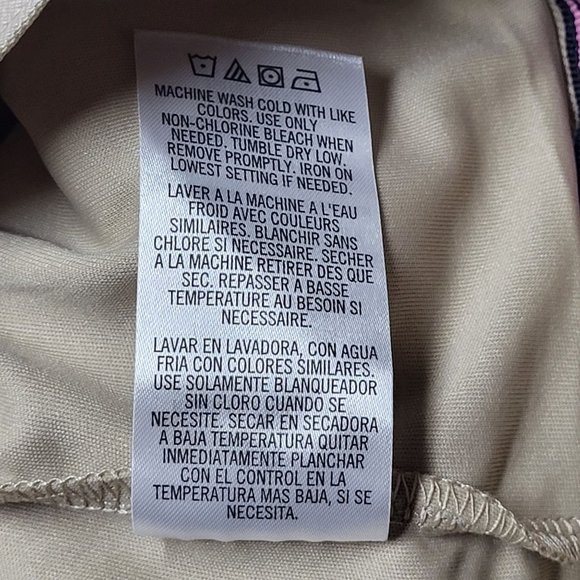 MACHINE WASH COLD WITH LIKE
COLORS. USE ONLY
NON-CHLORINE BLEACH WHEN
NEEDED. TUMBLE DRY LOW.
REMOVE PROMPTLY. IRON ON
LOWEST SETTING IF NEEDED.
LAVER A LA MACHINE A L'EAU
FROID AVEC COULEURS
SIMILAIRES. BLANCHIR SANS
CHLORE SI NECESSAIRE. SECHER
A LA MACHINE RETIRER DES QUE
SEC. REPASSER A BASSE
TEMPERATURE AU BESOIN SI
NECESSAIRE.
LAVAR EN LAVADORA, CON AGUA
FRIA CON COLORES SIMILARES.
USE SOLAMENTE BLANQUEADOR
SIN CLORO CUANDO SE
NECESITE. SECAR EN SECADORA
A BAJA TEMPERATURA QUITAR
INMEDIATAMENTE PLANCHAR
CON EL CONTROL EN LA
TEMPERATURA MAS BAJA, SI SE
NECESITA.